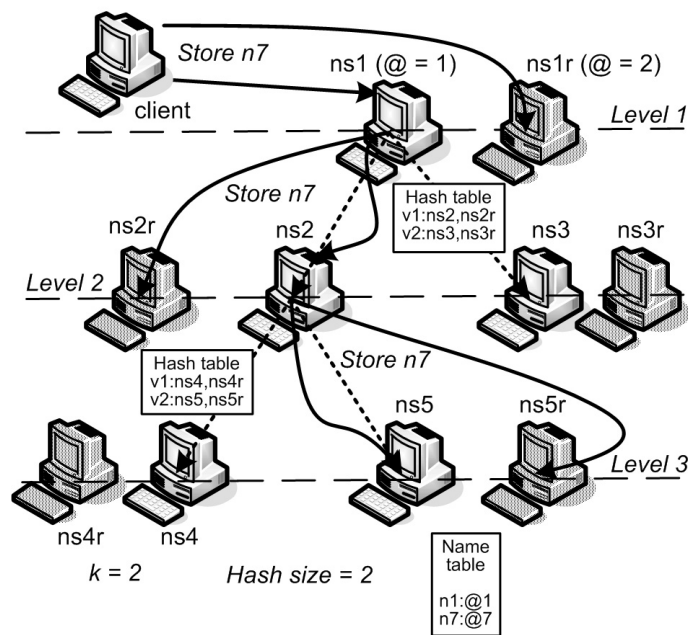 Store n7
ns1 (@ = 1)
ns1r (@ = 2)
client
Level 1
Store n7
Hash table
v1:ns2,ns2r
v2:ns3,ns3r
ns2r
ns2
ns3
ns3r
Level 2
Hash table
v1:ns4,ns4r
v2:ns5,ns5r
Store n7
ns5
ns5r
Level 3
ns4r
ns4
k = 2
Hash size = 2
Name
table
n1:@1
n7:@7